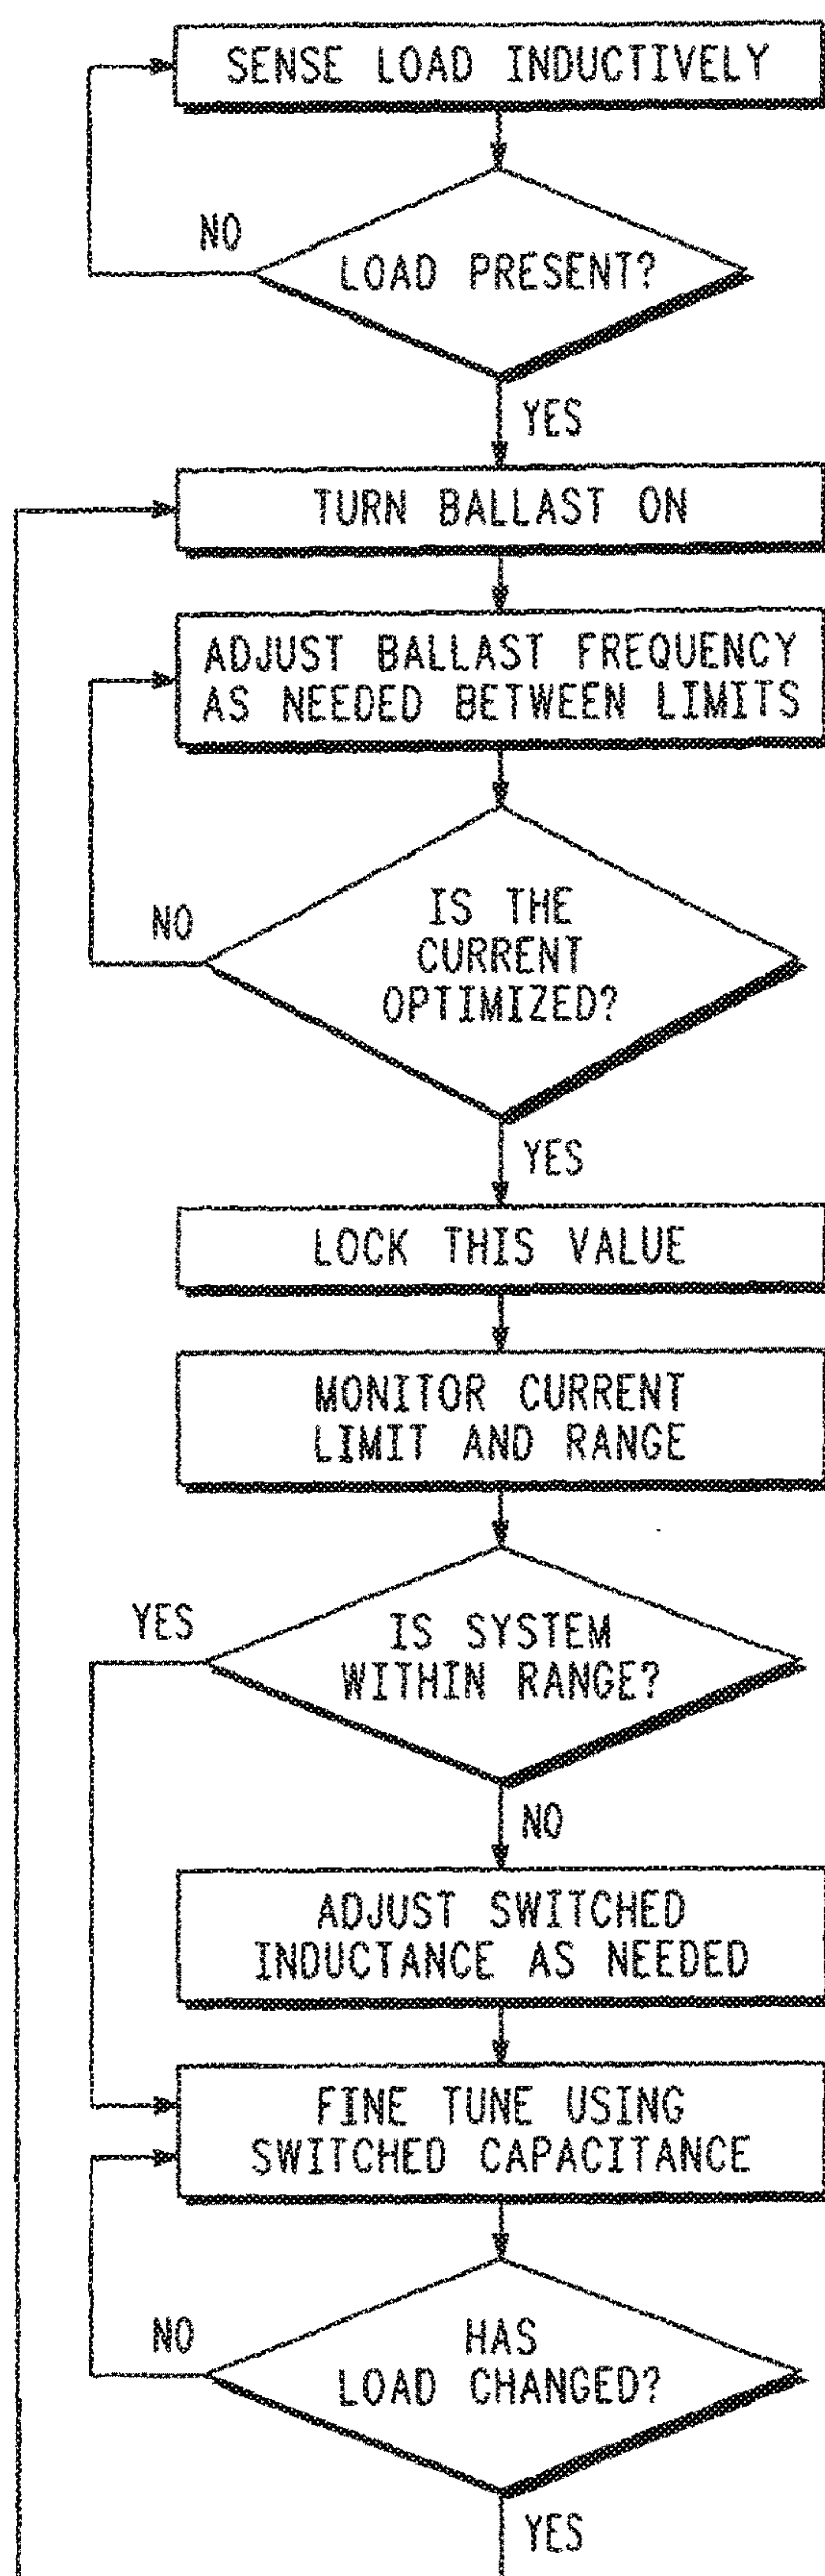 SENSE LOAD INDUCTIVELY
NO
LOAD PRESENT?
YES
TURN BALLAST ON
ADJUST BALLAST FREQUENCY
AS NEEDED BETWEEN LIMITS
NO
IS THE
CURRENT
OPTIMIZED?
YES
LOCK THIS VALUE
MONITOR CURRENT
LIMIT AND RANGE
YES
IS SYSTEM
WITHIN RANGE?
NO
ADJUST SWITCHED
INDUCTANCE AS NEEDED
FINE TUNE USING
SWITCHED CAPACITANCE
NO
HAS
LOAD CHANGED?
YES